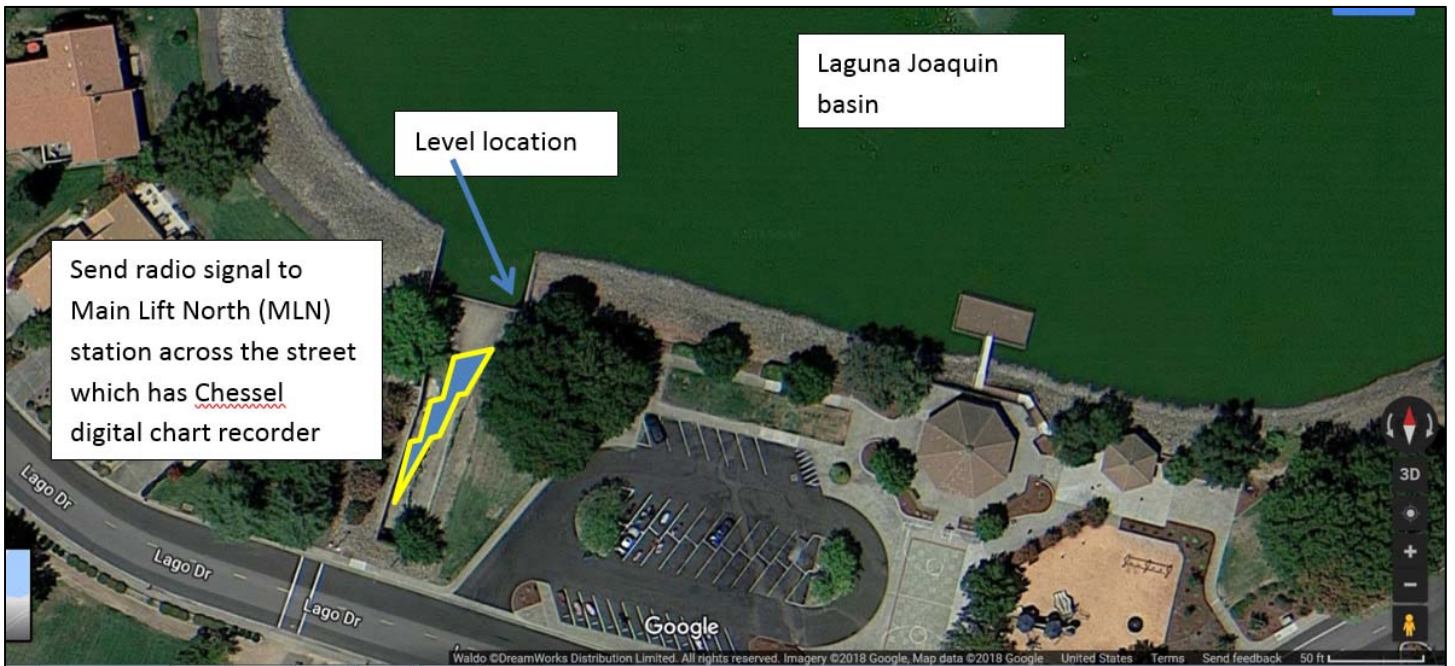 Laguna Joaquin
basin
Level location
Send radio signal to
Main Lift North (MLN)
station across the street
which has Chessel
digital chart recorder
3D
Lago Dr
Lago Dr
Lago Dr
Google
Waldo ©DreamWorks Distribution Limited. All rights reserved. Imagery ©2018 Google, Map data ©2018 Google United States Terms Send feedback 50 ft